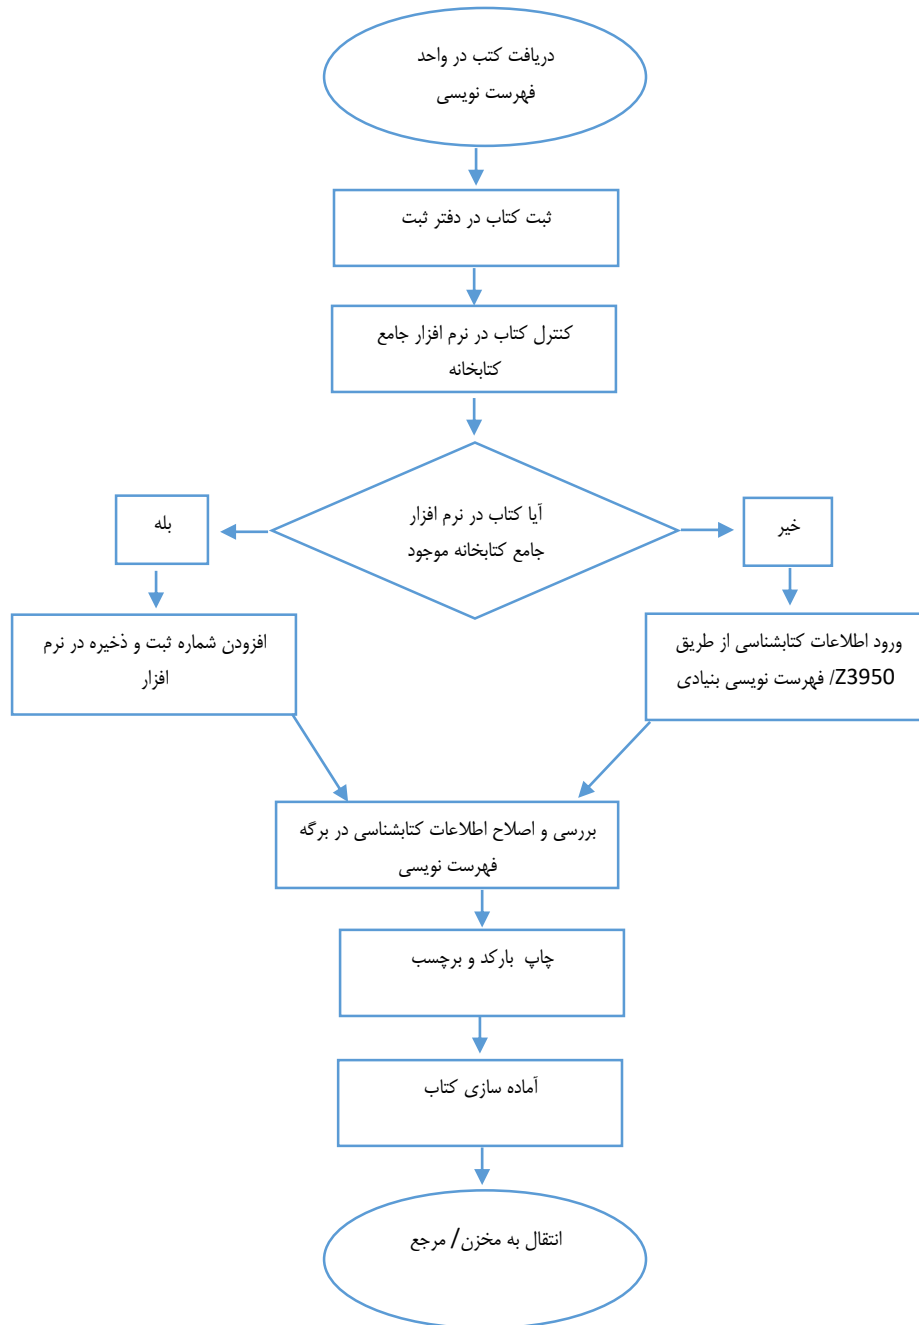 دریافت کتب در واحد
فهرست نویسی
ثبت کتاب در دفتر ثبت
کنترل کتاب در نرم افزار جامع
کتابخانه
آیا کتاب در نرم افزار
جامع کتابخانه موجود
خیر
بله
ورود اطلاعات کتابشناسی از طریق
Z3950/ فهرست نویسی بنیادی
افزودن شماره ثبت و ذخیره در نرم
افزار
بررسی و اصلاح اطلاعات کتابشناسی در برگه
فهرست نویسی
چاپ بارکد و برچسب
آماده سازی کتاب
انتقال به مخزن/ مرجع